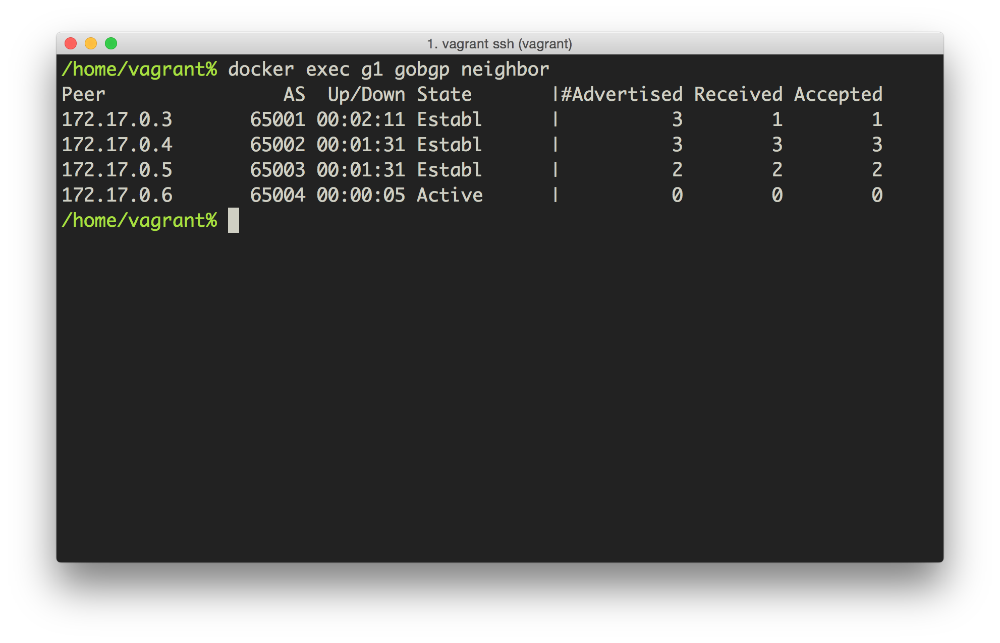 1. vagrant ssh (vagrant)
/home/vagrant% docker exec g1 gobgp neighbor
Peer                AS  Up/Down State       |#Advertised Received Accepted
172.17.0.3       65001 00:02:11 Establ      |          3        1        1
172.17.0.4       65002 00:01:31 Establ      |          3        3        3
172.17.0.5       65003 00:01:31 Establ      |          2        2        2
172.17.0.6       65004 00:00:05 Active      |          0        0        0
/home/vagrant%